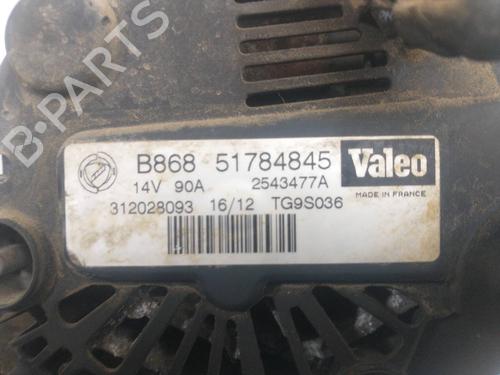 B868 51784845
14V 90A 2543477A
312028093 16/12 TG9S036
Valeo
MADE IN FRANCE
B-PARTS